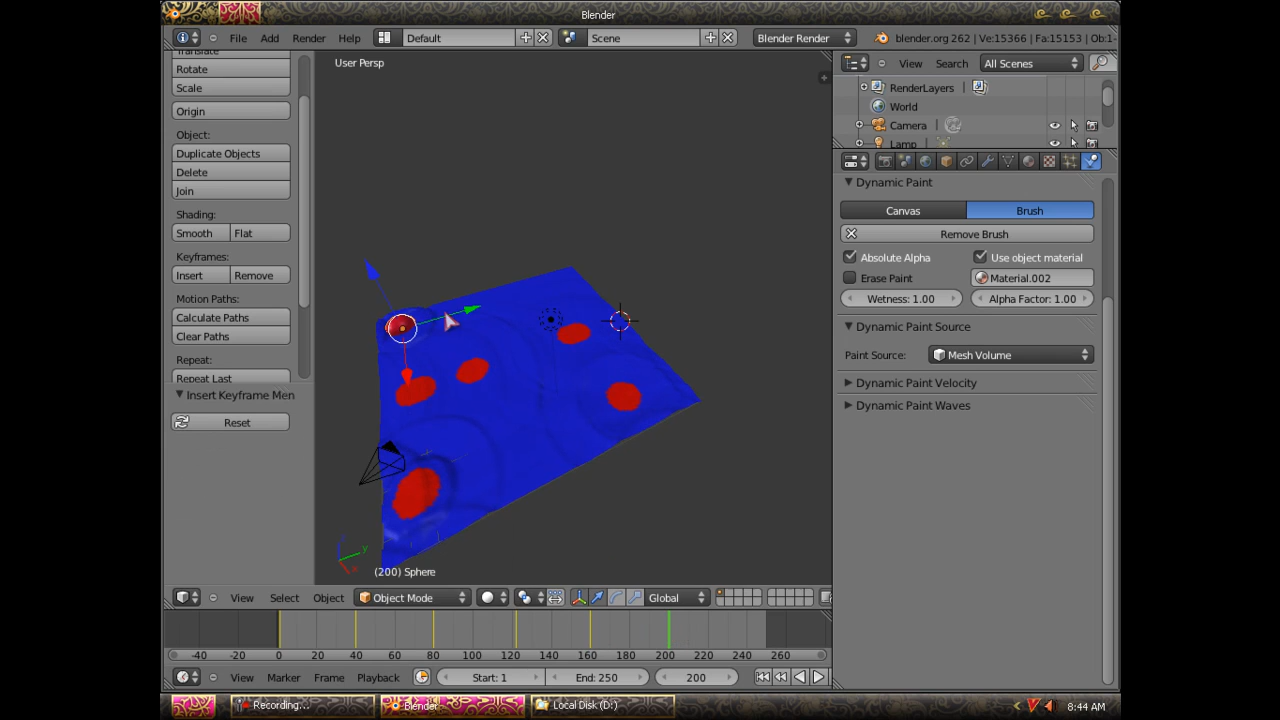 Blender
File Add Render Help Default Scene Blender Render blender.org 262 | Ve:15366 | Fa:15153 | Ob:1-
Translate
Rotate
Scale
Origin
Object:
Duplicate Objects
Delete
Join
Shading:
Smooth Flat
Keyframes:
Insert Remove
Motion Paths:
Calculate Paths
Clear Paths
Repeat:
Repeat Last
Insert Keyframe Men
Reset
User Persp
(200) Sphere
View Search All Scenes
RenderLayers |
World
Camera |
Lamp
Dynamic Paint
Canvas Brush
Remove Brush
Absolute Alpha Use object material
Erase Paint Material.002
Wetness: 1.00 Alpha Factor: 1.00
Dynamic Paint Source
Paint Source: Mesh Volume
Dynamic Paint Velocity
Dynamic Paint Waves
View Select Object Object Mode Global
-40 -20 0 20 40 60 80 100 120 140 160 180 200 220 240 260
View Marker Frame Playback Start: 1 End: 250 200
Recording... Blender Local Disk (D:) 8:44 AM